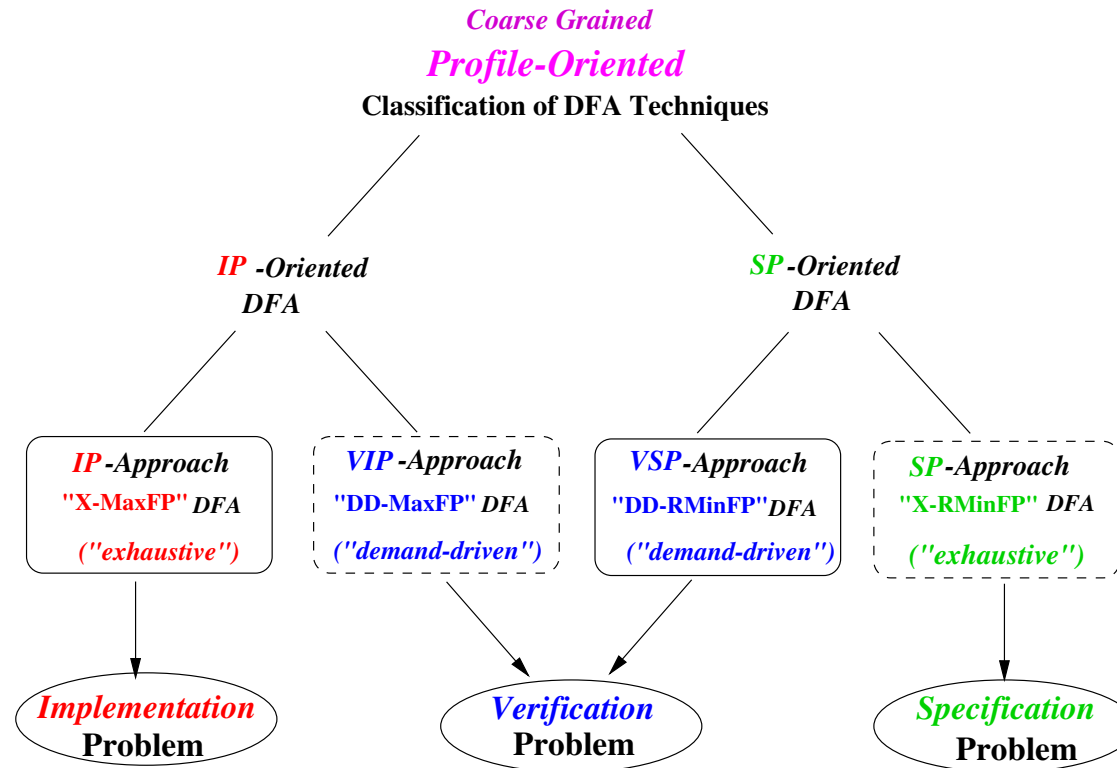 Coarse Grained
Profile-Oriented
Classification of DFA Techniques
IP -Oriented
DFA
SP -Oriented
DFA
IP -Approach
"X-MaxFP" DFA
("exhaustive")
VIP -Approach
"DD-MaxFP" DFA
("demand-driven")
VSP -Approach
"DD-RMinFP" DFA
("demand-driven")
SP -Approach
"X-RMinFP" DFA
("exhaustive")
Implementation
Problem
Verification
Problem
Specification
Problem